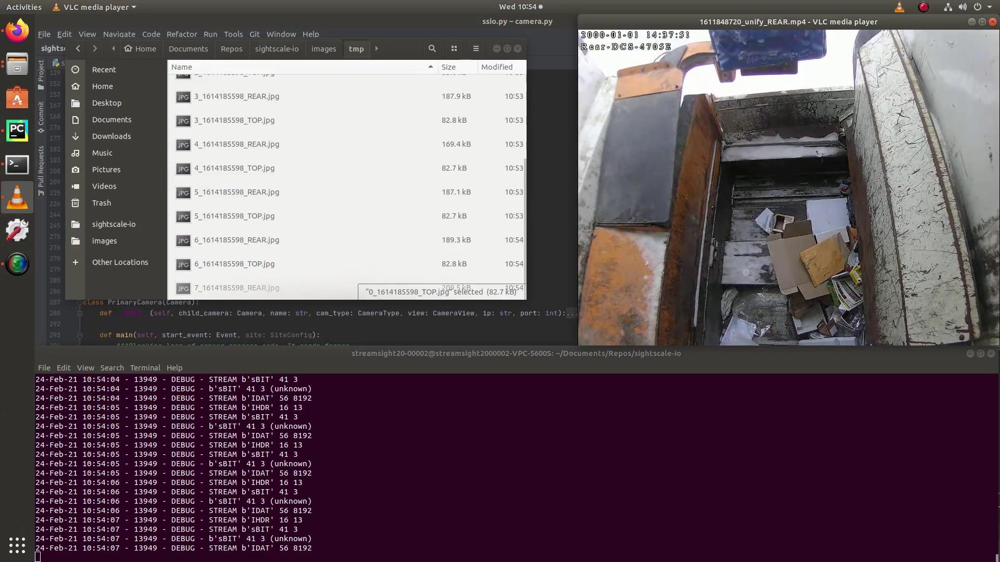 Activities
VLC media player
Wed 10:54
ssio.py – camera.py
File Edit View Navigate Code Refactor Run Tools Git Window Help
sights
Home Documents Repos sightscale-io images tmp
Recent
Home
Desktop
Documents
Downloads
Music
Pictures
Videos
Trash
sightscale-io
images
Other Locations
Name Size Modified
3_1614185598_REAR.jpg 187.9 kB 10:53
3_1614185598_TOP.jpg 82.8 kB 10:53
4_1614185598_REAR.jpg 169.4 kB 10:53
4_1614185598_TOP.jpg 82.7 kB 10:53
5_1614185598_REAR.jpg 187.1 kB 10:53
5_1614185598_TOP.jpg 82.7 kB 10:53
6_1614185598_REAR.jpg 189.3 kB 10:54
6_1614185598_TOP.jpg 82.8 kB 10:54
7_1614185598_REAR.jpg 209.5 kB 10:54
"0_1614185598_TOP.jpg" selected (82.7 kB)
Project
Commit
Pull Requests
129
152
153
167
168
177
182
183
208
209
225
226
244
245
275
278
279
285
286
287 class PrimaryCamera(Camera):
288 def __init__(self, child_camera: Camera, name: str, cam_type: CameraType, view: CameraView, ip: str, port: int):...
292
293 def main(self, start_event: Event, site: SiteConfig):
1611848720_unify_REAR.mp4 - VLC media player
2000-01-01 14:37:51
Rear-DCS-4705E
streamsight20-00002@streamsight2000002-VPC-5600S: ~/Documents/Repos/sightscale-io
File Edit View Search Terminal Help
24-Feb-21 10:54:04 - 13949 - DEBUG - STREAM b'sBIT' 41 3
24-Feb-21 10:54:04 - 13949 - DEBUG - b'sBIT' 41 3 (unknown)
24-Feb-21 10:54:04 - 13949 - DEBUG - STREAM b'IDAT' 56 8192
24-Feb-21 10:54:05 - 13949 - DEBUG - STREAM b'IHDR' 16 13
24-Feb-21 10:54:05 - 13949 - DEBUG - STREAM b'sBIT' 41 3
24-Feb-21 10:54:05 - 13949 - DEBUG - b'sBIT' 41 3 (unknown)
24-Feb-21 10:54:05 - 13949 - DEBUG - STREAM b'IDAT' 56 8192
24-Feb-21 10:54:05 - 13949 - DEBUG - STREAM b'IHDR' 16 13
24-Feb-21 10:54:05 - 13949 - DEBUG - STREAM b'sBIT' 41 3
24-Feb-21 10:54:05 - 13949 - DEBUG - b'sBIT' 41 3 (unknown)
24-Feb-21 10:54:05 - 13949 - DEBUG - STREAM b'IDAT' 56 8192
24-Feb-21 10:54:06 - 13949 - DEBUG - STREAM b'IHDR' 16 13
24-Feb-21 10:54:06 - 13949 - DEBUG - STREAM b'sBIT' 41 3
24-Feb-21 10:54:06 - 13949 - DEBUG - b'sBIT' 41 3 (unknown)
24-Feb-21 10:54:06 - 13949 - DEBUG - STREAM b'IDAT' 56 8192
24-Feb-21 10:54:07 - 13949 - DEBUG - STREAM b'IHDR' 16 13
24-Feb-21 10:54:07 - 13949 - DEBUG - STREAM b'sBIT' 41 3
24-Feb-21 10:54:07 - 13949 - DEBUG - b'sBIT' 41 3 (unknown)
24-Feb-21 10:54:07 - 13949 - DEBUG - STREAM b'IDAT' 56 8192